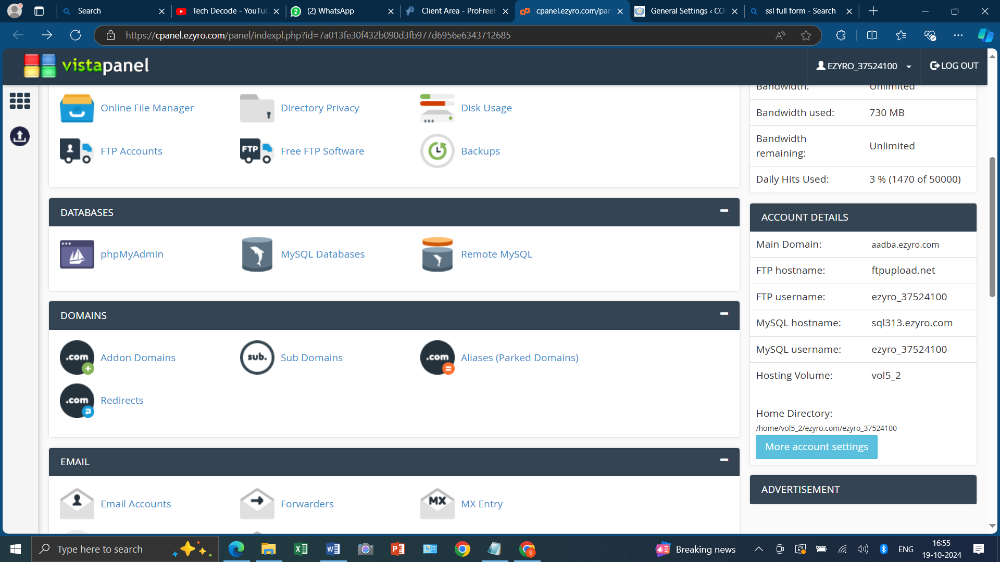 Search
Tech Decode - YouTu
(2) WhatsApp
Client Area - ProFreeH
cpanel.ezyro.com/pan
General Settings ‹ CO
ssl full form - Search
https://cpanel.ezyro.com/panel/indexpl.php?id=7a013fe30f432b090d3fb977d6956e6343712685
vistapanel
EZYRO_37524100
LOG OUT
Online File Manager
Directory Privacy
Disk Usage
FTP Accounts
FTP
Free FTP Software
Backups
DATABASES
phpMyAdmin
MySQL Databases
Remote MySQL
DOMAINS
.com
Addon Domains
sub.
Sub Domains
.com
Aliases (Parked Domains)
.com
Redirects
EMAIL
Email Accounts
Forwarders
MX
MX Entry
Bandwidth: Unlimited
Bandwidth used: 730 MB
Bandwidth
remaining: Unlimited
Daily Hits Used: 3 % (1470 of 50000)
ACCOUNT DETAILS
Main Domain: aadba.ezyro.com
FTP hostname: ftpupload.net
FTP username: ezyro_37524100
MySQL hostname: sql313.ezyro.com
MySQL username: ezyro_37524100
Hosting Volume: vol5_2
Home Directory:
/home/vol5_2/ezyro.com/ezyro_37524100
More account settings
ADVERTISEMENT
Type here to search
Breaking news
ENG
16:55
19-10-2024